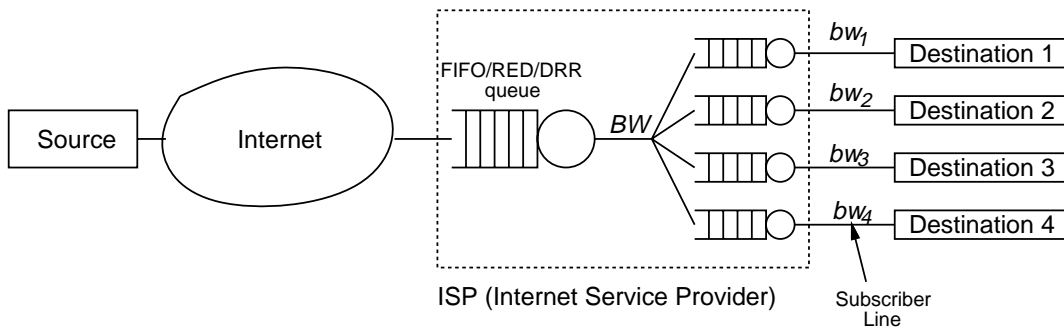 FIFO/RED/DRR
queue
Source
Internet
BW
bw1
bw2
bw3
bw4
Destination 1
Destination 2
Destination 3
Destination 4
ISP (Internet Service Provider)
Subscriber
Line